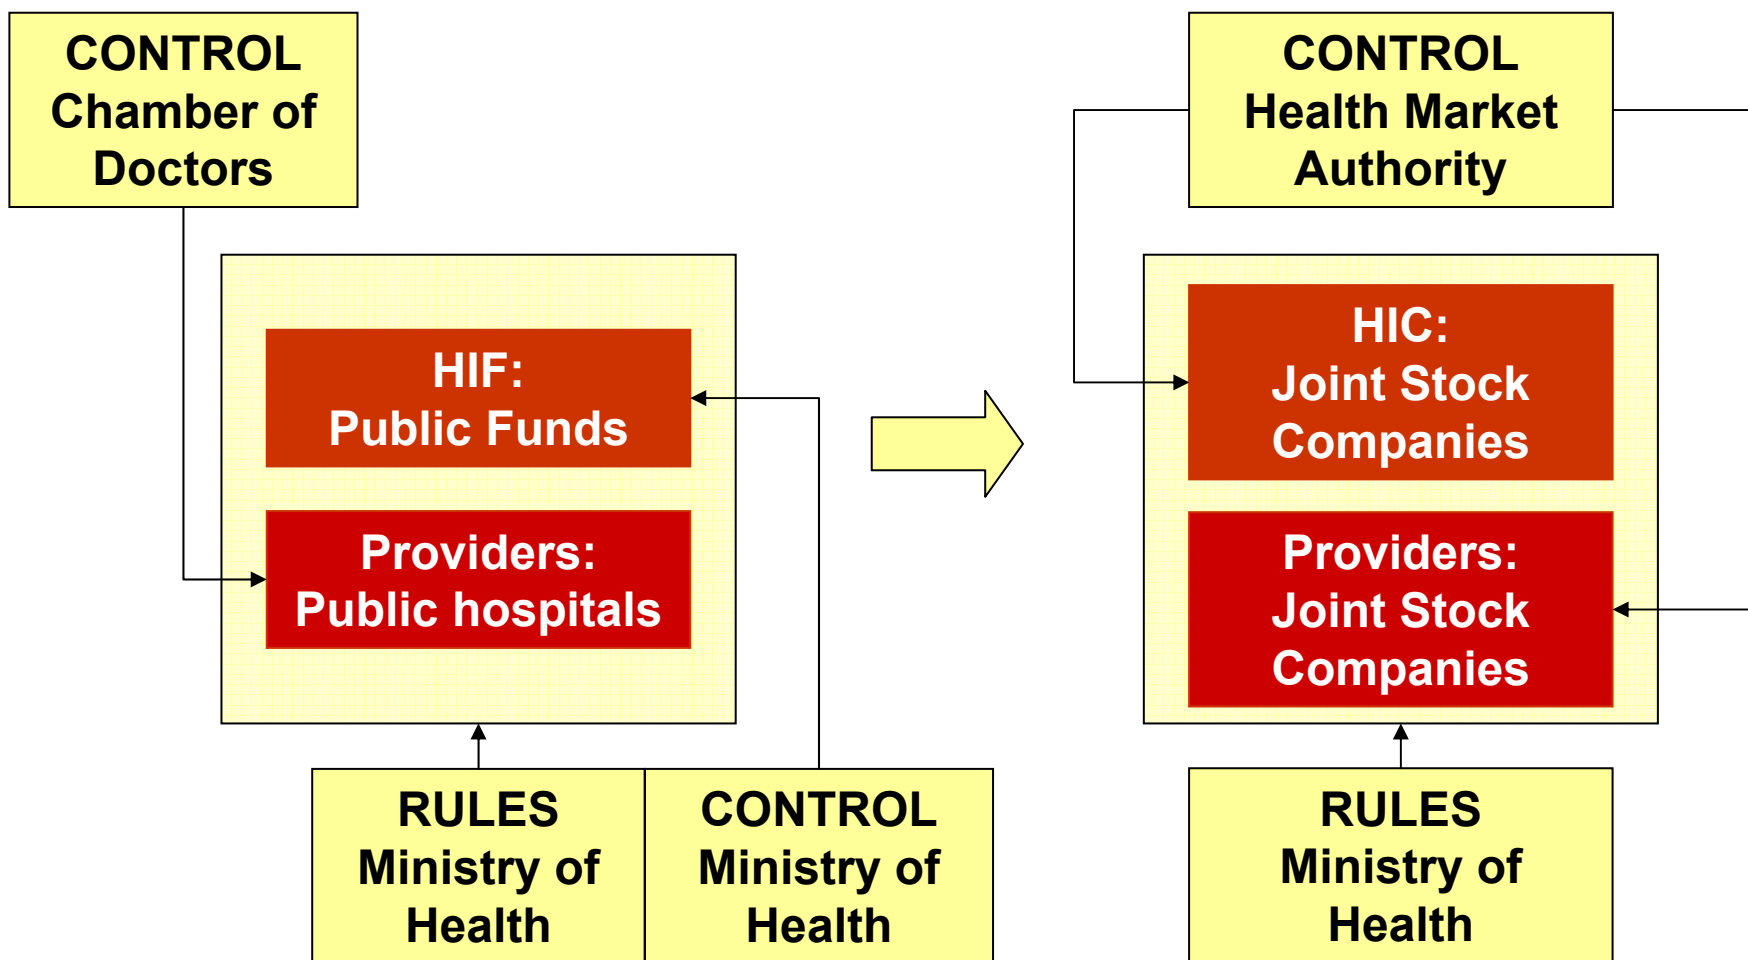 CONTROL
Chamber of
Doctors
HIF:
Public Funds
Providers:
Public hospitals
RULES
Ministry of
Health
CONTROL
Ministry of
Health
CONTROL
Health Market
Authority
HIC:
Joint Stock
Companies
Providers:
Joint Stock
Companies
RULES
Ministry of
Health